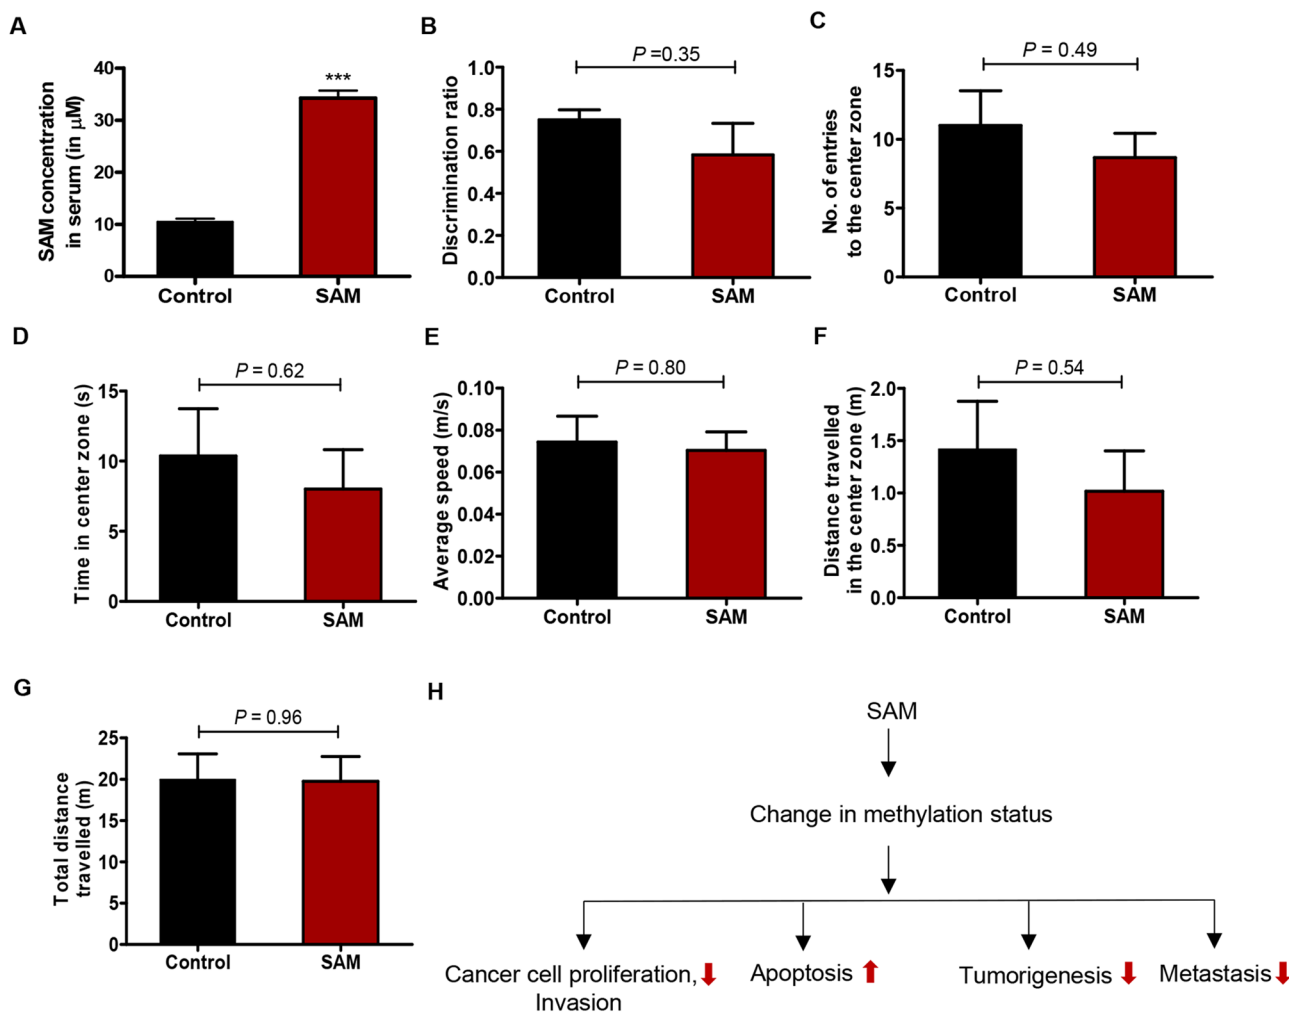 A
SAM concentration
in serum (in μM)
40
30
20
10
0
***
Control
SAM
B
Discrimination ratio
1.0
0.8
0.6
0.4
0.2
0.0
P =0.35
Control
SAM
C
No. of entries
to the center zone
15
10
5
0
P = 0.49
Control
SAM
D
Time in center zone (s)
15
10
5
0
P = 0.62
Control
SAM
E
Average speed (m/s)
0.10
0.08
0.06
0.04
0.02
0.00
P = 0.80
Control
SAM
F
Distance travelled
in the center zone (m)
2.0
1.5
1.0
0.5
0.0
P = 0.54
Control
SAM
G
Total distance
travelled (m)
25
20
15
10
5
0
P = 0.96
Control
SAM
H
SAM
Change in methylation status
Cancer cell proliferation,
Invasion
Apoptosis
Tumorigenesis
Metastasis